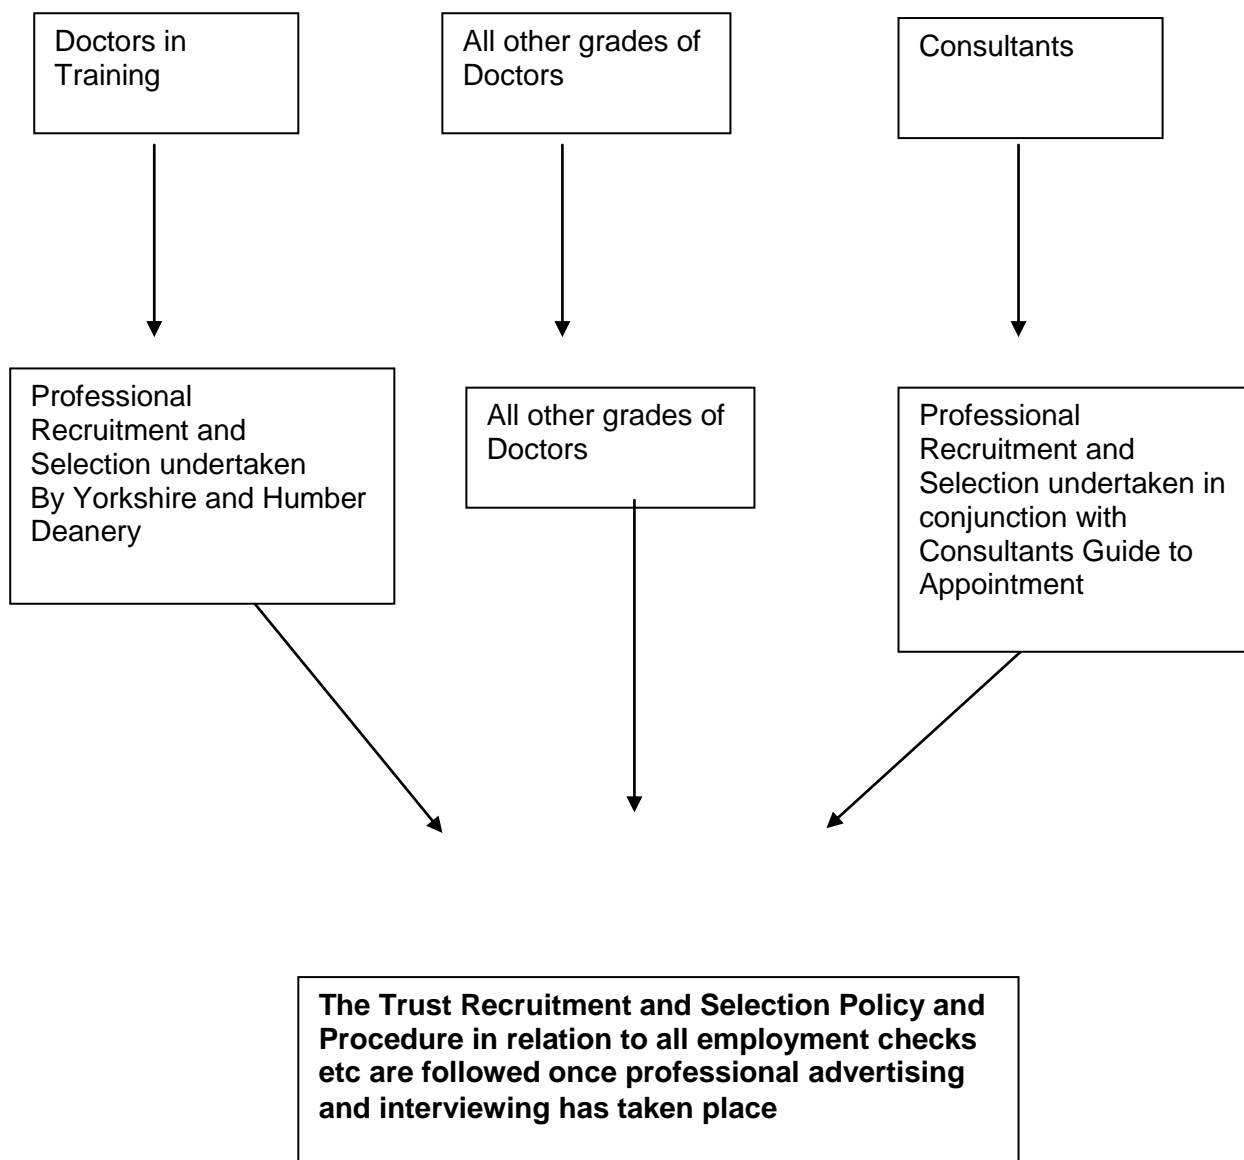 Doctors in
Training
All other grades of
Doctors
Consultants
Professional
Recruitment and
Selection undertaken
By Yorkshire and Humber
Deanery
All other grades of
Doctors
Professional
Recruitment and
Selection undertaken in
conjunction with
Consultants Guide to
Appointment
The Trust Recruitment and Selection Policy and
Procedure in relation to all employment checks
etc are followed once professional advertising
and interviewing has taken place